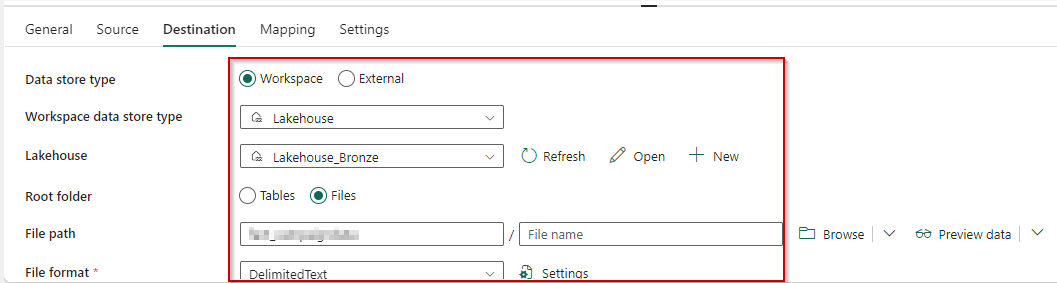 General Source Destination Mapping Settings
Data store type Workspace External
Workspace data store type Lakehouse
Lakehouse Lakehouse_Bronze Refresh Open New
Root folder Tables Files
File path / File name Browse Preview data
File format * DelimitedText Settings